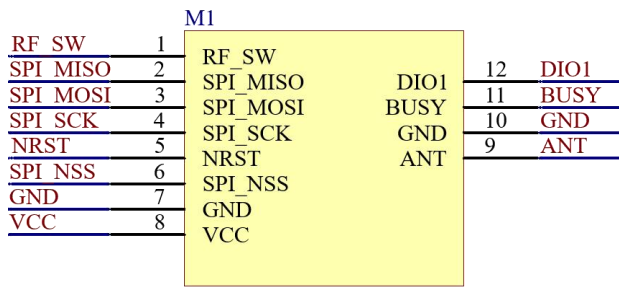 M1
RF_SW 1 RF_SW
SPI_MISO 2 SPI_MISO DIO1 12 DIO1
SPI_MOSI 3 SPI_MOSI BUSY 11 BUSY
SPI_SCK 4 SPI_SCK GND 10 GND
NRST 5 NRST ANT 9 ANT
SPI_NSS 6 SPI_NSS
GND 7 GND
VCC 8 VCC